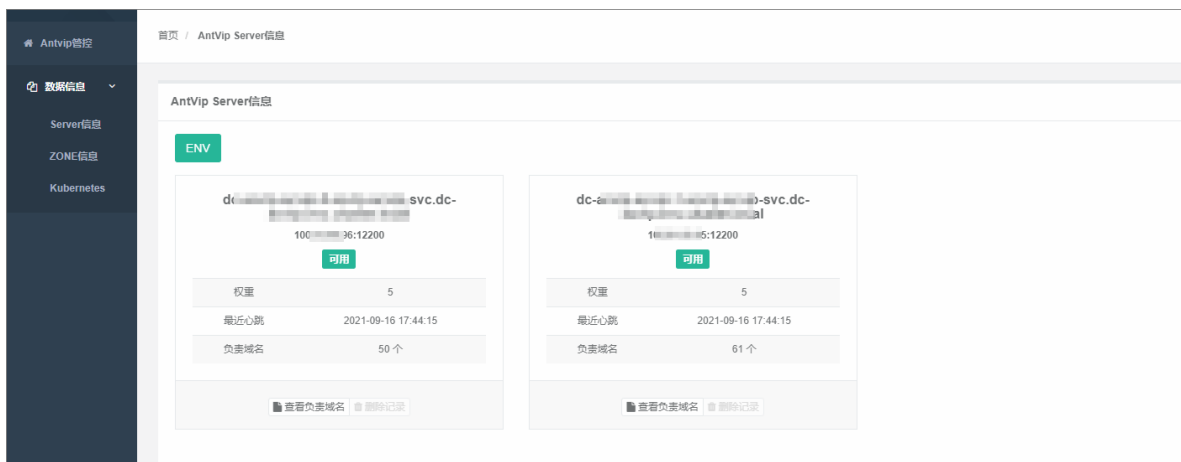 Antvip管控
首页 / AntVip Server信息
数据信息
Server信息
ZONE信息
Kubernetes
AntVip Server信息
ENV
svc.dc-
96:12200
可用
权重 5
最近心跳 2021-09-16 17:44:15
负责域名 50 个
查看负责域名 删除记录
dc-a -svc.dc-
al
5:12200
可用
权重 5
最近心跳 2021-09-16 17:44:15
负责域名 61 个
查看负责域名 删除记录